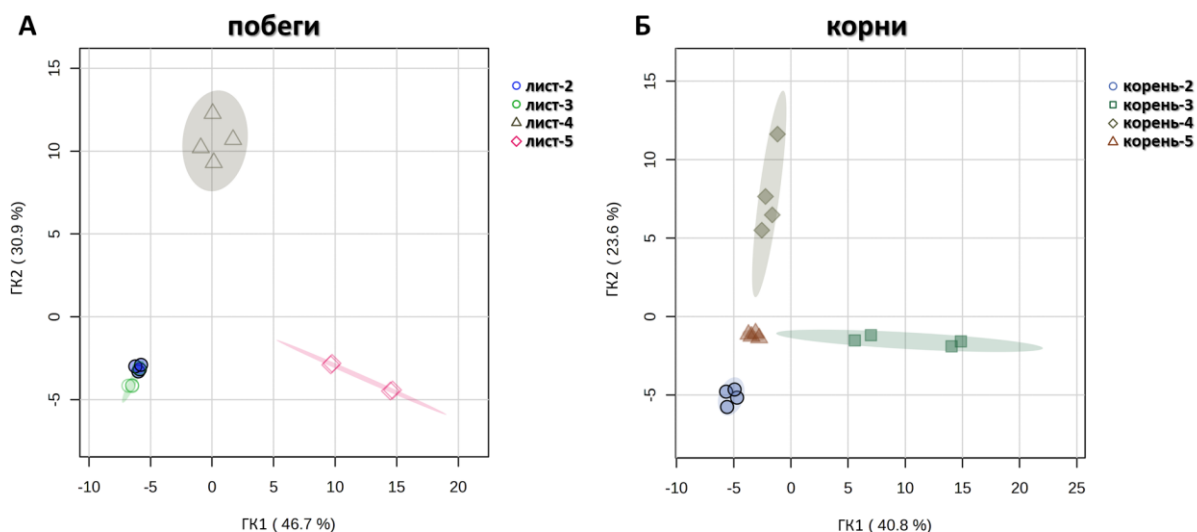 А
побеги
15
10
5
0
-5
ГК2 ( 30.9 %)
-10
-5
0
5
10
15
20
ГК1 ( 46.7 %)
лист-2
лист-3
лист-4
лист-5
Б
корни
15
10
5
0
-5
ГК2 ( 23.6 %)
-10
-5
0
5
10
15
20
25
ГК1 ( 40.8 %)
корень-2
корень-3
корень-4
корень-5